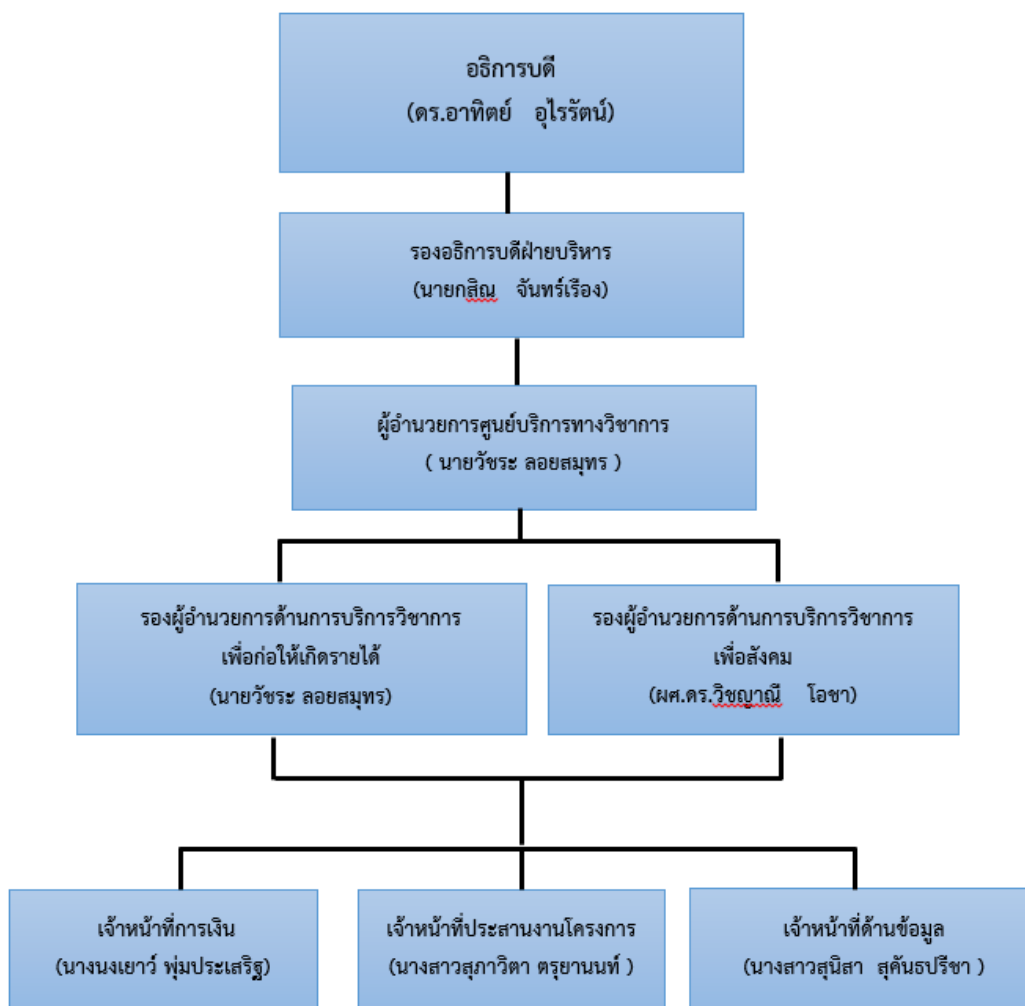 อธิการบดี
(ดร.อาทิตย์ อุไรรัตน์)
รองอธิการบดีฝ่ายบริหาร
(นายกสิณ จันทร์เรือง)
ผู้อำนวยการศูนย์บริการทางวิชาการ
( นายวัชระ ลอยสมุทร )
รองผู้อำนวยการด้านการบริการวิชาการ
เพื่อก่อให้เกิดรายได้
(นายวัชระ ลอยสมุทร)
รองผู้อำนวยการด้านการบริการวิชาการ
เพื่อสังคม
(ผศ.ดร.วิชญาณี โอชา)
เจ้าหน้าที่การเงิน
(นางนงเยาว์ พุ่มประเสริฐ)
เจ้าหน้าที่ประสานงานโครงการ
(นางสาวสุภาวิตา ตรุยานนท์ )
เจ้าหน้าที่ด้านข้อมูล
(นางสาวสุนิสา สุคันธปรีชา )